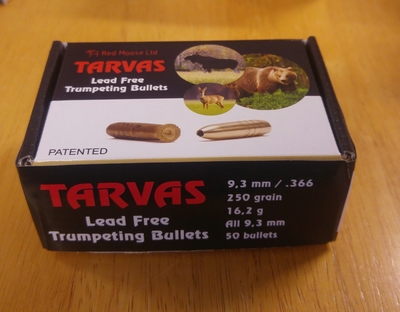 Red Moose Ltd
TARVAS
Lead Free
Trumpeting Bullets
PATENTED
TARVAS
Lead Free
Trumpeting Bullets
9,3 mm / .366
250 grain
16,2 g
All 9,3 mm
50 bullets